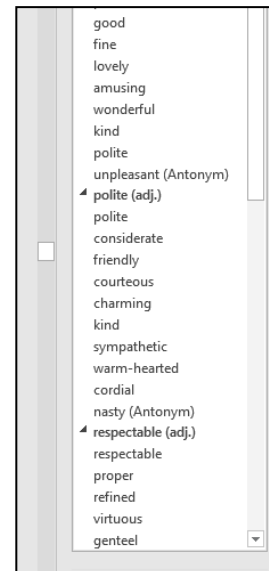 good
fine
lovely
amusing
wonderful
kind
polite
unpleasant (Antonym)
polite (adj.)
polite
considerate
friendly
courteous
charming
kind
sympathetic
warm-hearted
cordial
nasty (Antonym)
respectable (adj.)
respectable
proper
refined
virtuous
genteel